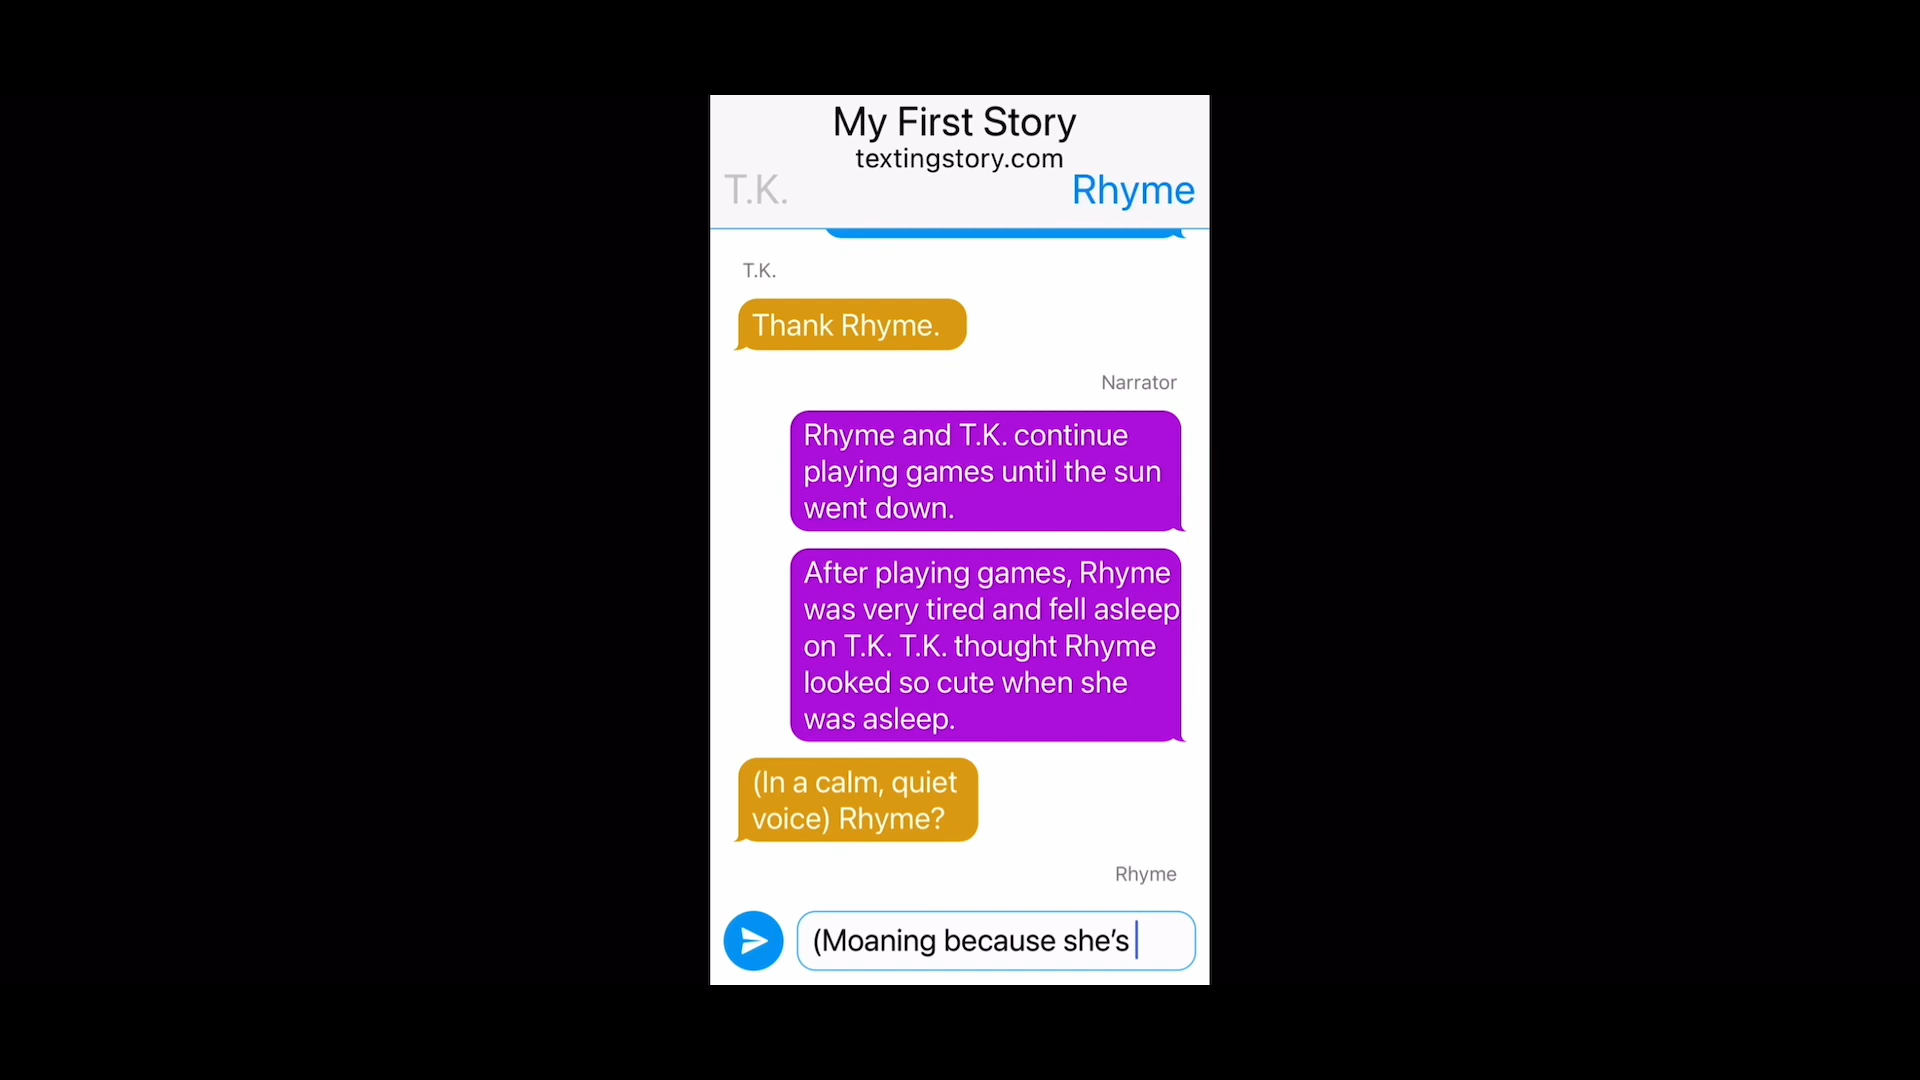 My First Story
textingstory.com
T.K.
Rhyme
T.K.
Thank Rhyme.
Narrator
Rhyme and T.K. continue
playing games until the sun
went down.
After playing games, Rhyme
was very tired and fell asleep
on T.K. T.K. thought Rhyme
looked so cute when she
was asleep.
(In a calm, quiet
voice) Rhyme?
Rhyme
(Moaning because she’s